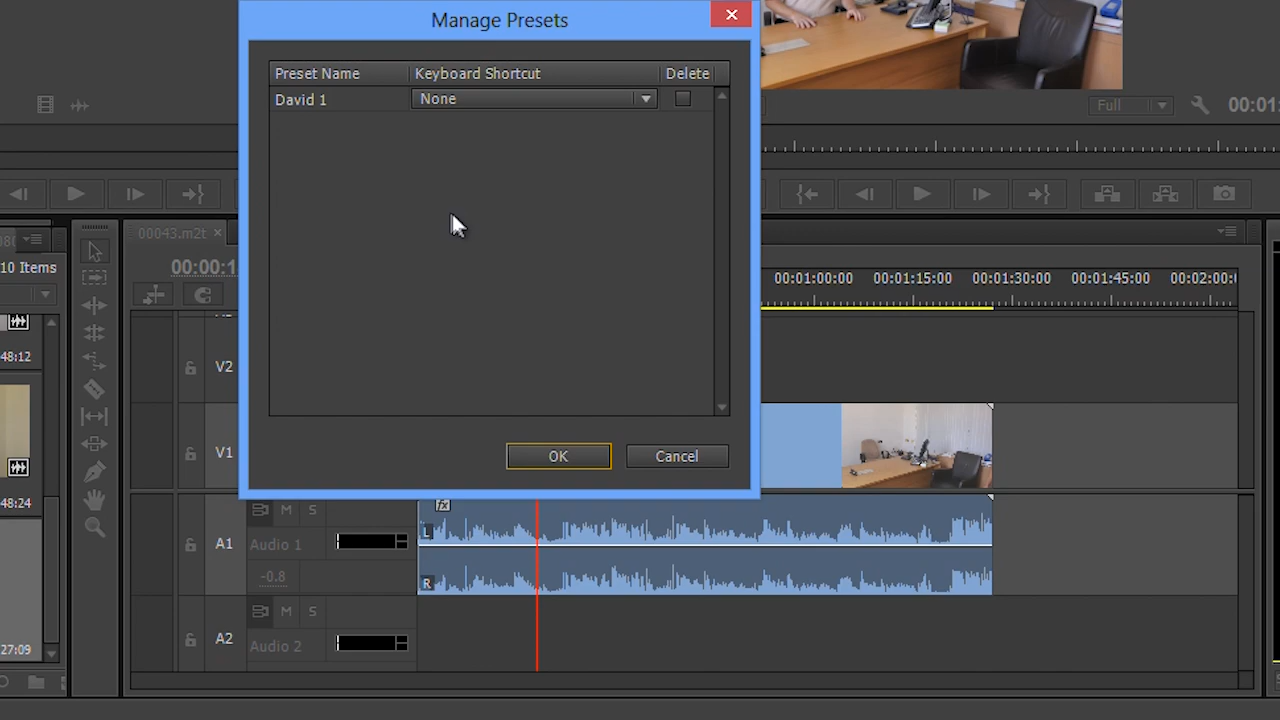 Manage Presets
Preset Name Keyboard Shortcut Delete
David 1 None
OK Cancel
Full
00:01:
00043.m2t ×
00:00:1
10 Items
48:12
48:24
27:09
00:01:00:00 00:01:15:00 00:01:30:00 00:01:45:00 00:02:00:
V2
V1
fx
A1 M S
Audio 1
-0.8
L
R
A2 M S
Audio 2